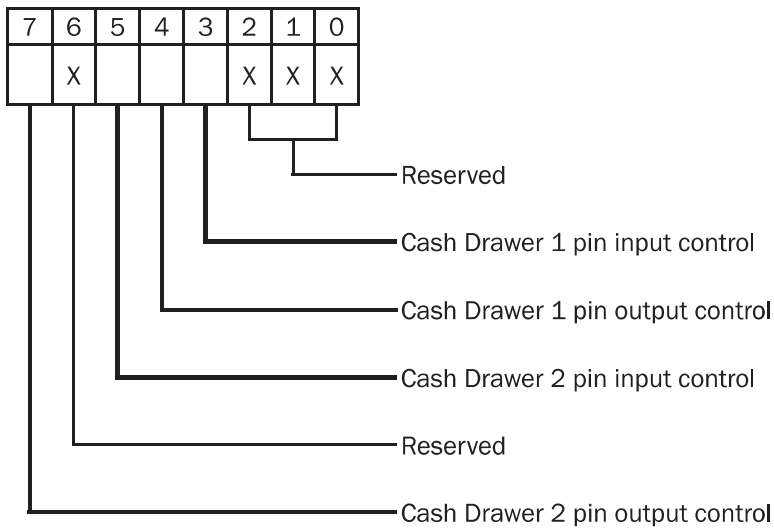 7 6 5 4 3 2 1 0
X X X X
Reserved
Cash Drawer 1 pin input control
Cash Drawer 1 pin output control
Cash Drawer 2 pin input control
Reserved
Cash Drawer 2 pin output control